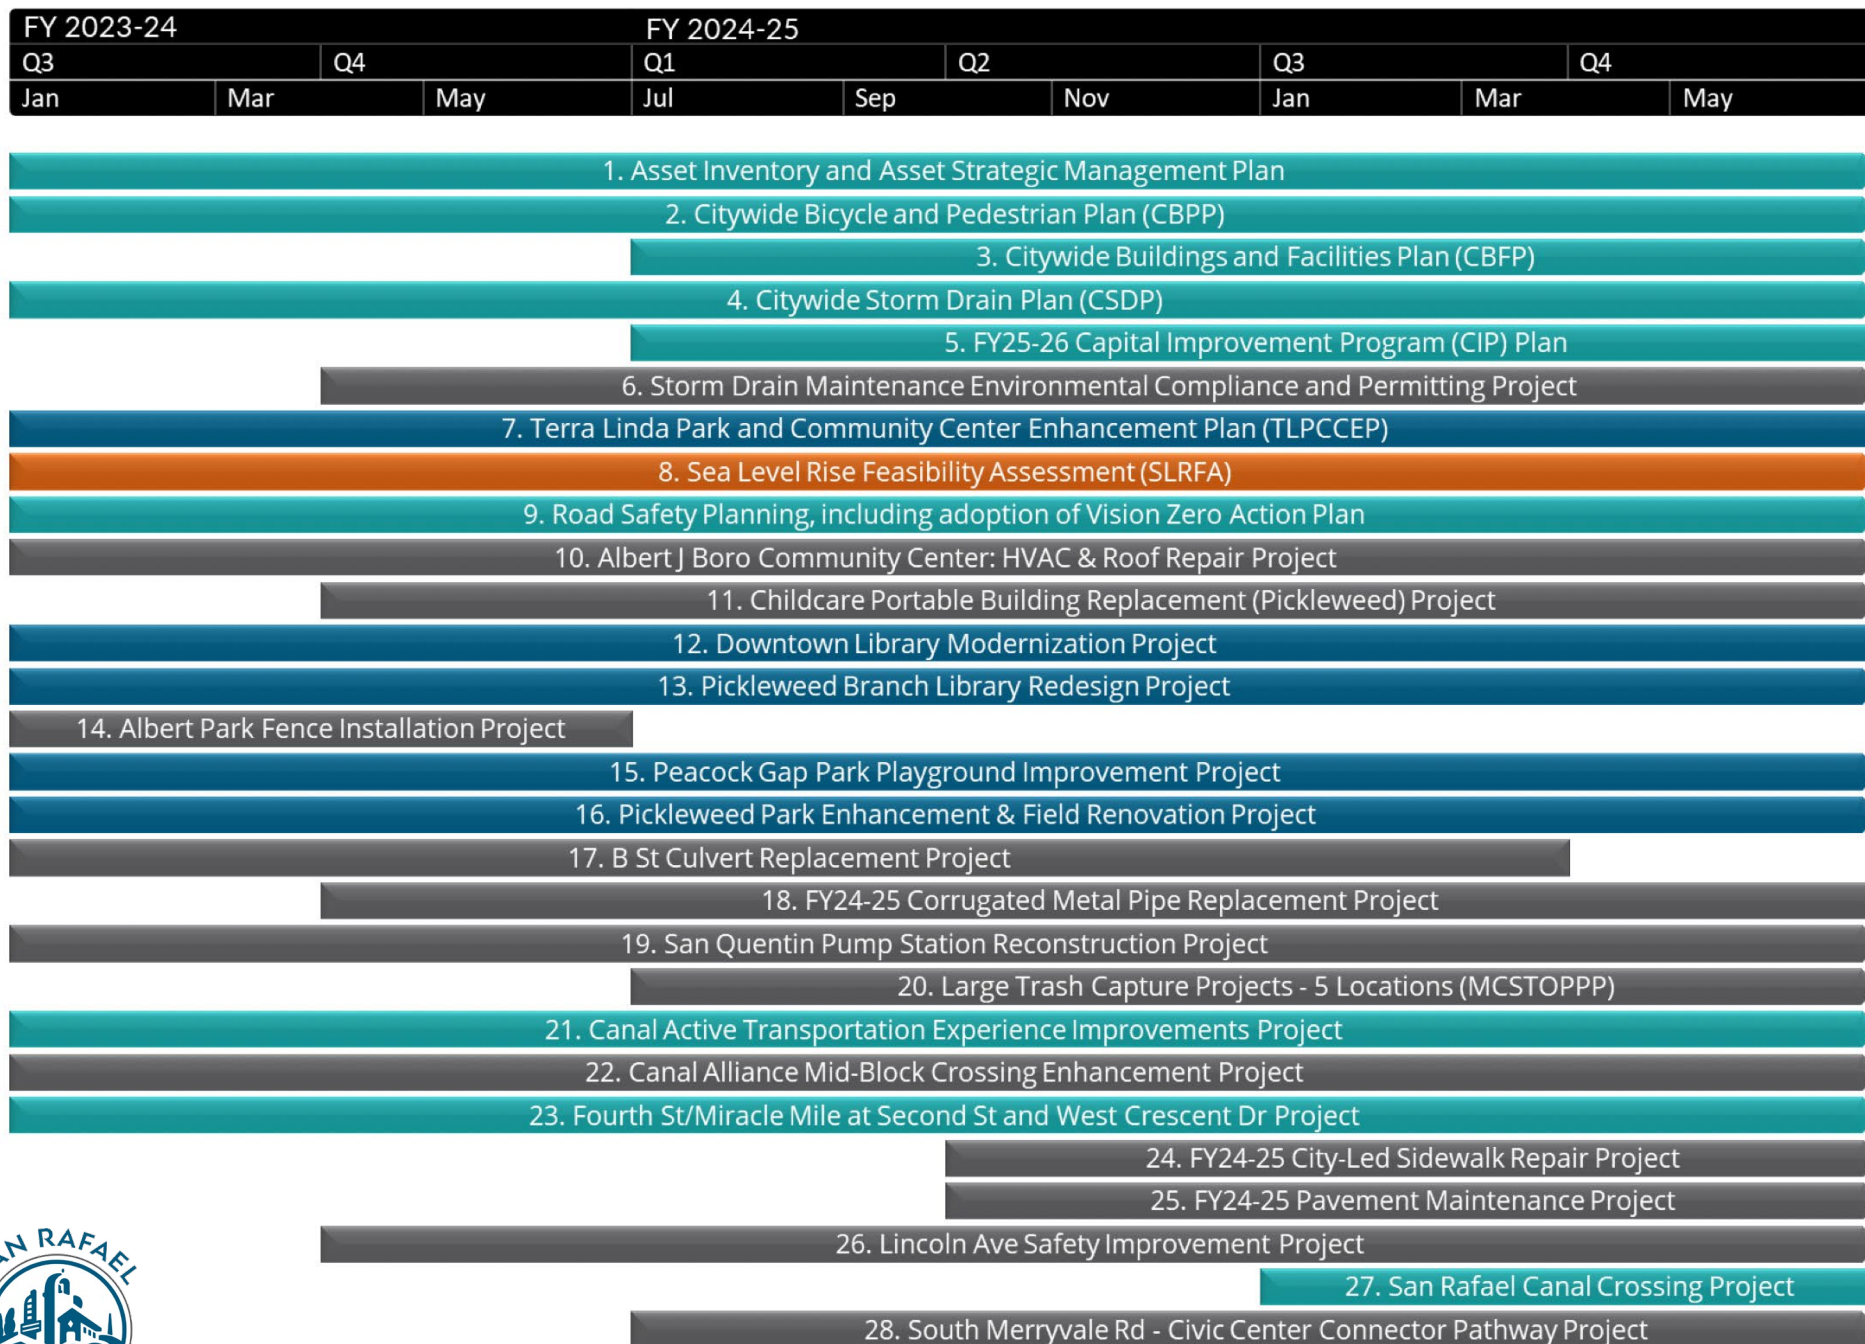 FY 2023-24 FY 2024-25
Q3 Q4 Q1 Q2 Q3 Q4
Jan Mar May Jul Sep Nov Jan Mar May
1. Asset Inventory and Asset Strategic Management Plan
2. Citywide Bicycle and Pedestrian Plan (CBPP)
3. Citywide Buildings and Facilities Plan (CBFP)
4. Citywide Storm Drain Plan (CSDP)
5. FY25-26 Capital Improvement Program (CIP) Plan
6. Storm Drain Maintenance Environmental Compliance and Permitting Project
7. Terra Linda Park and Community Center Enhancement Plan (TLPCCEP)
8. Sea Level Rise Feasibility Assessment (SLRFA)
9. Road Safety Planning, including adoption of Vision Zero Action Plan
10. Albert J Boro Community Center: HVAC & Roof Repair Project
11. Childcare Portable Building Replacement (Pickleweed) Project
12. Downtown Library Modernization Project
13. Pickleweed Branch Library Redesign Project
14. Albert Park Fence Installation Project
15. Peacock Gap Park Playground Improvement Project
16. Pickleweed Park Enhancement & Field Renovation Project
17. B St Culvert Replacement Project
18. FY24-25 Corrugated Metal Pipe Replacement Project
19. San Quentin Pump Station Reconstruction Project
20. Large Trash Capture Projects - 5 Locations (MCSTOPPP)
21. Canal Active Transportation Experience Improvements Project
22. Canal Alliance Mid-Block Crossing Enhancement Project
23. Fourth St/Miracle Mile at Second St and West Crescent Dr Project
24. FY24-25 City-Led Sidewalk Repair Project
25. FY24-25 Pavement Maintenance Project
26. Lincoln Ave Safety Improvement Project
27. San Rafael Canal Crossing Project
28. South Merryvale Rd - Civic Center Connector Pathway Project
AN RAFAEL